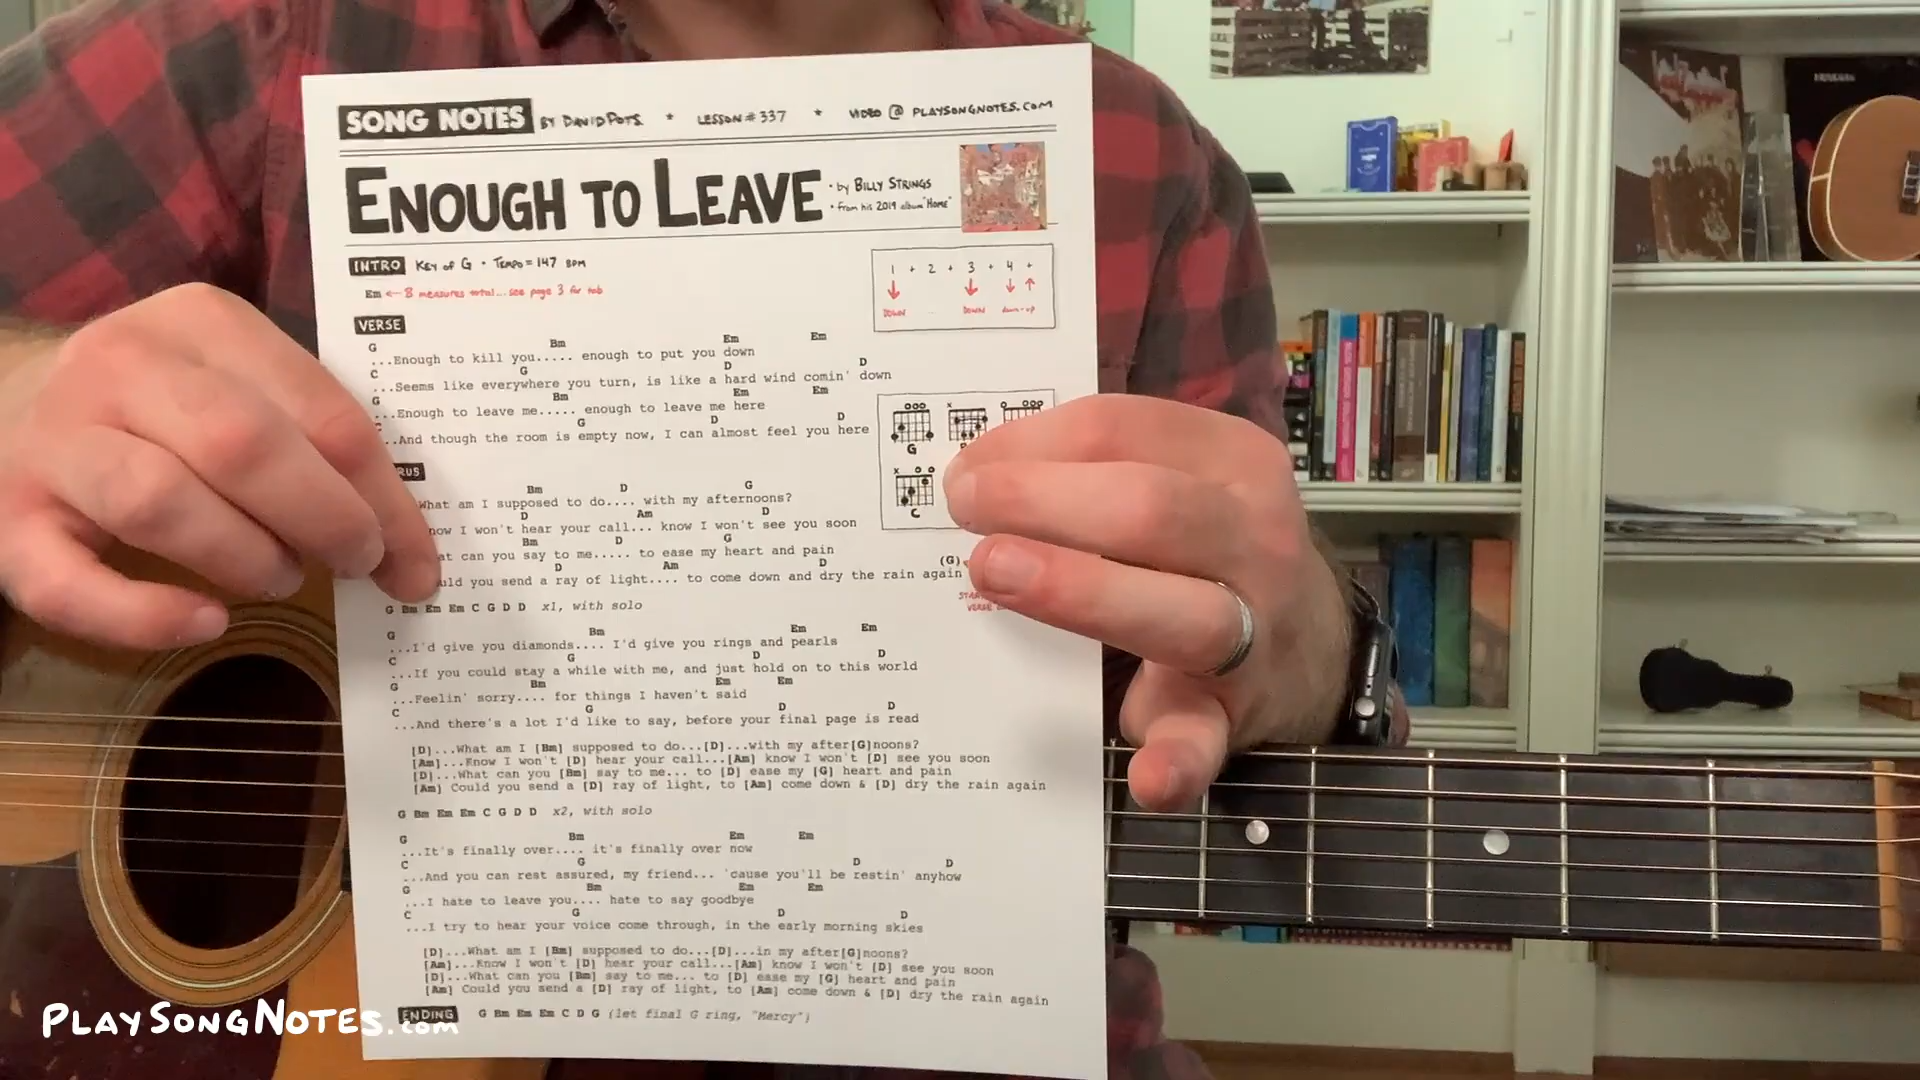 SONG NOTES BY DAVID POTS * LESSON # 337 * VIDEO @ PLAYSONGNOTES.COM
ENOUGH TO LEAVE
• by BILLY STRINGS
• From his 2019 album "HOME"
INTRO KEY OF G • TEMPO = 147 BPM
Em ← 8 measures total... see page 3 for tab
1 + 2 + 3 + 4 +
DOWN DOWN down-up
VERSE
G Bm Em Em
...Enough to kill you..... enough to put you down
C G D D
...Seems like everywhere you turn, is like a hard wind comin' down
G Bm Em Em
...Enough to leave me..... enough to leave me here
G D D
..And though the room is empty now, I can almost feel you here
G
C
RUS
Bm D G
What am I supposed to do.... with my afternoons?
D Am D
now I won't hear your call... know I won't see you soon
Bm D G
at can you say to me..... to ease my heart and pain
D Am D (G)
uld you send a ray of light.... to come down and dry the rain again
G Bm Em Em C G D D x1, with solo
G Bm Em Em
...I'd give you diamonds.... I'd give you rings and pearls
C G D D
...If you could stay a while with me, and just hold on to this world
G Bm Em Em
...Feelin' sorry.... for things I haven't said
C G D D
...And there's a lot I'd like to say, before your final page is read
[D]...What am I [Bm] supposed to do...[D]...with my after[G]noons?
[Am]...Know I won't [D] hear your call...[Am] know I won't [D] see you soon
[D]...What can you [Bm] say to me... to [D] ease my [G] heart and pain
[Am] Could you send a [D] ray of light, to [Am] come down & [D] dry the rain again
G Bm Em Em C G D D x2, with solo
G Bm Em Em
...It's finally over.... it's finally over now
C G D D
...And you can rest assured, my friend... 'cause you'll be restin' anyhow
G Bm Em Em
...I hate to leave you.... hate to say goodbye
C G D D
...I try to hear your voice come through, in the early morning skies
[D]...What am I [Bm] supposed to do...[D]...in my after[G]noons?
[Am]...Know I won't [D] hear your call...[Am] know I won't [D] see you soon
[D]...What can you [Bm] say to me... to [D] ease my [G] heart and pain
[Am] Could you send a [D] ray of light, to [Am] come down & [D] dry the rain again
ENDING G Bm Em Em C D G (let final G ring, "Mercy")
PLAYSONGNOTES.com